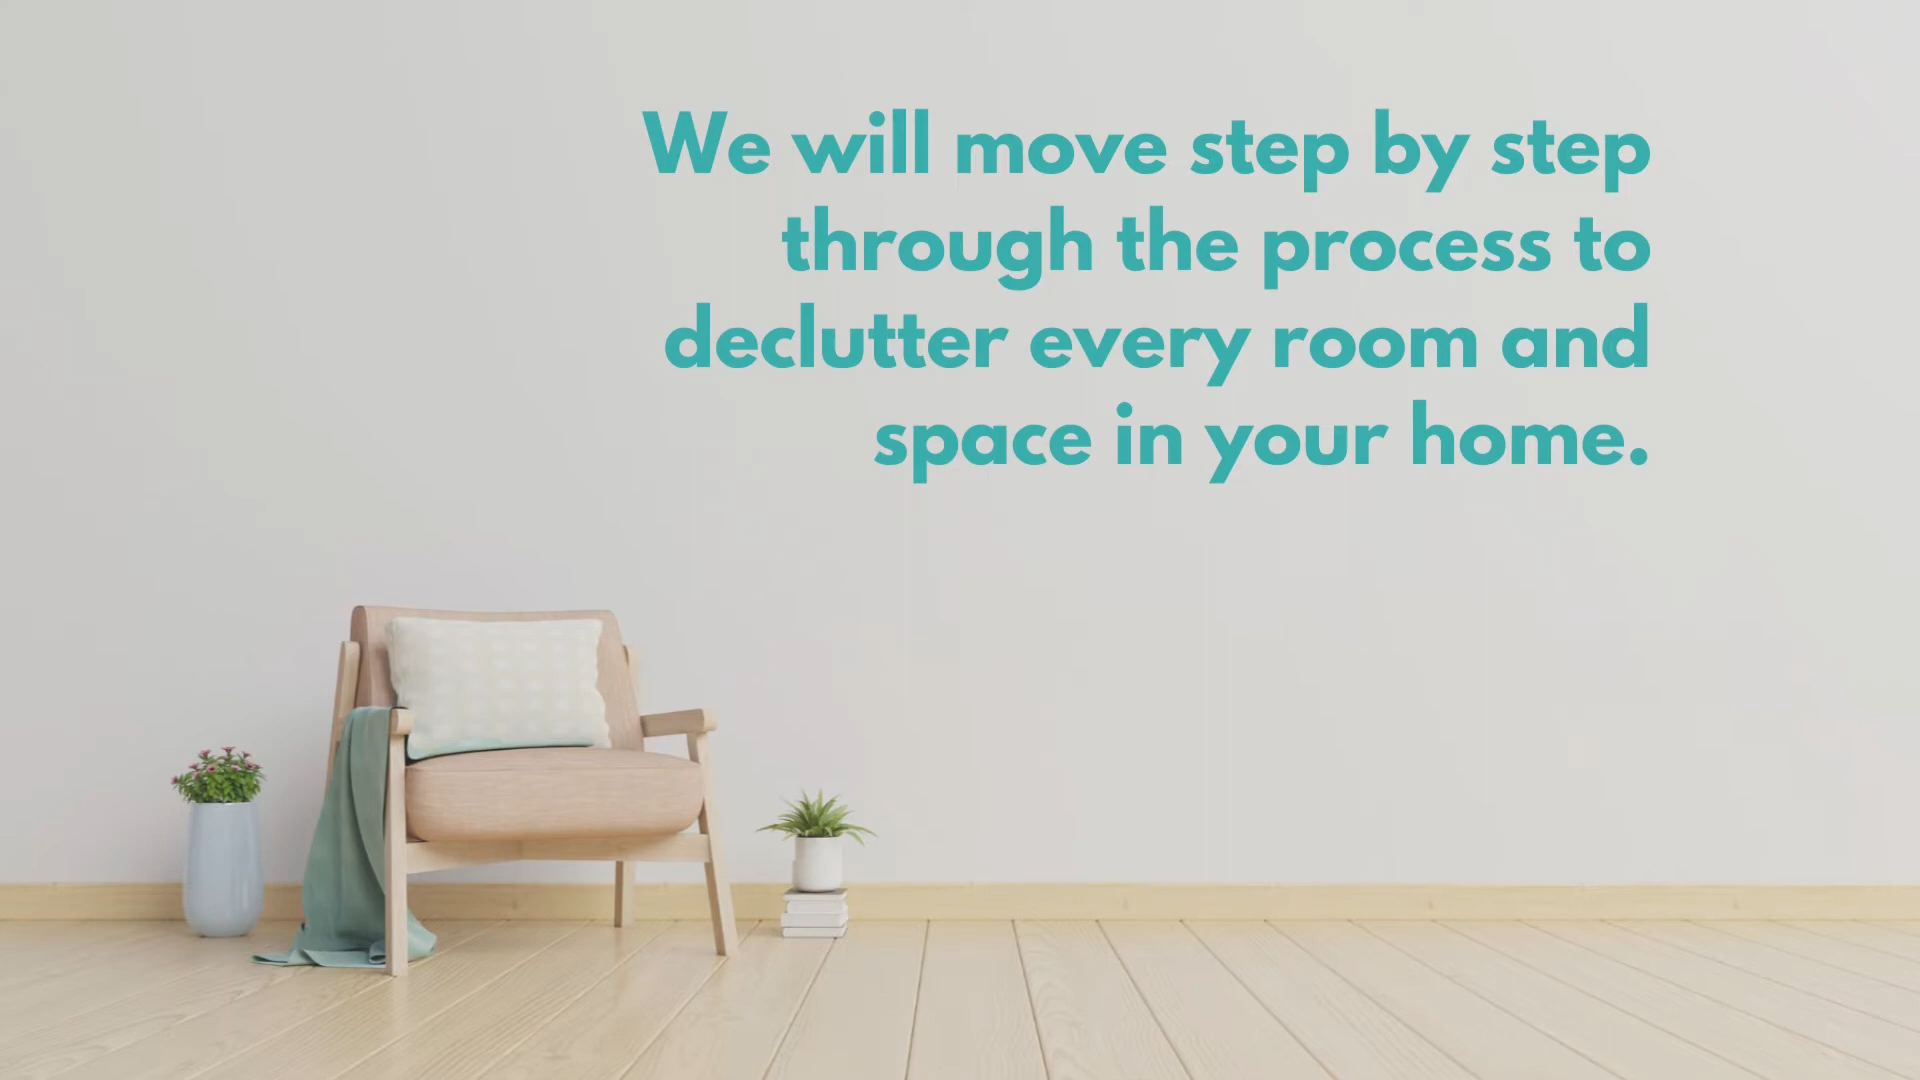 We will move step by step
through the process to
declutter every room and
space in your home.